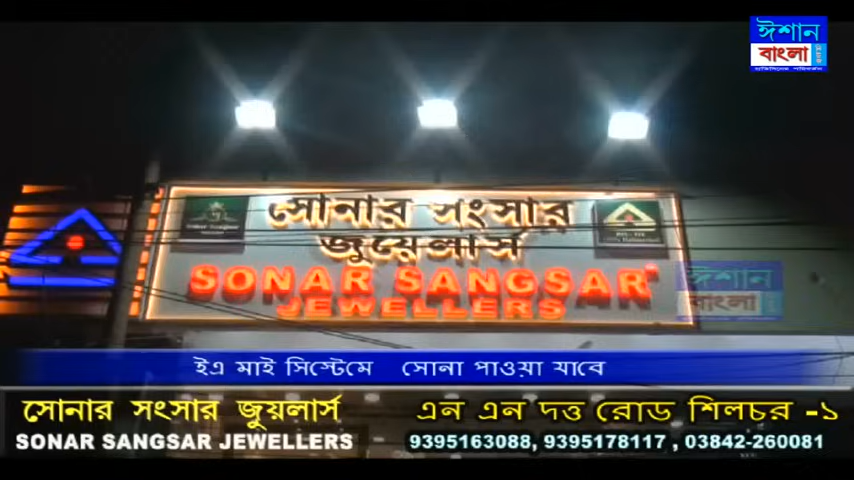 ঈশান
বাংলা
সোনার সংসার
জুয়েলার্স
SONAR SANGSAR
JEWELLERS
ঈশান
বাংলা
ইএ মাই সিস্টেমে সোনা পাওয়া যাবে
সোনার সংসার জুয়লার্স
এন এন দত্ত রোড শিলচর -১
SONAR SANGSAR JEWELLERS
9395163088, 9395178117 , 03842-260081